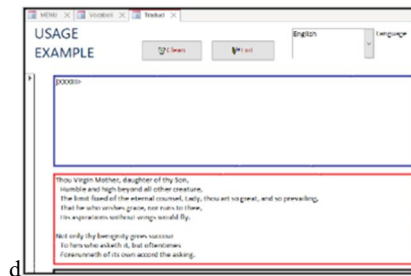 MENU Vocaboli Traduci
USAGE
EXAMPLE
Clean
Exit
English
Language
Thou Virgin Mother, daughter of thy Son,
Humble and high beyond all other creature,
The limit fixed of the eternal counsel, Lady, thou art so great, and so prevailing,
That he who wishes grace, nor runs to thee,
His aspirations without wings would fly.
Not only thy benignity gives succour
To him who asketh it, but oftentimes
Forerunneth of its own accord the asking.
d